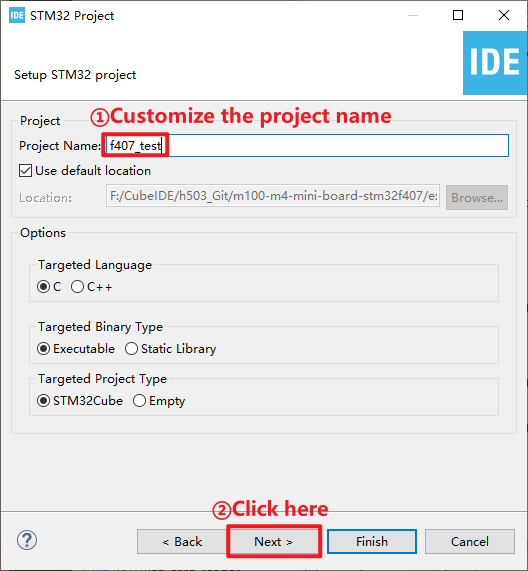 IDE STM32 Project
Setup STM32 project
IDE
Project
①Customize the project name
Project Name: f407_test
Use default location
Location: F:/CubeIDE/h503_Git/m100-m4-mini-board-stm32f407/e Browse...
Options
Targeted Language
C C++
Targeted Binary Type
Executable Static Library
Targeted Project Type
STM32Cube Empty
②Click here
? < Back Next > Finish Cancel